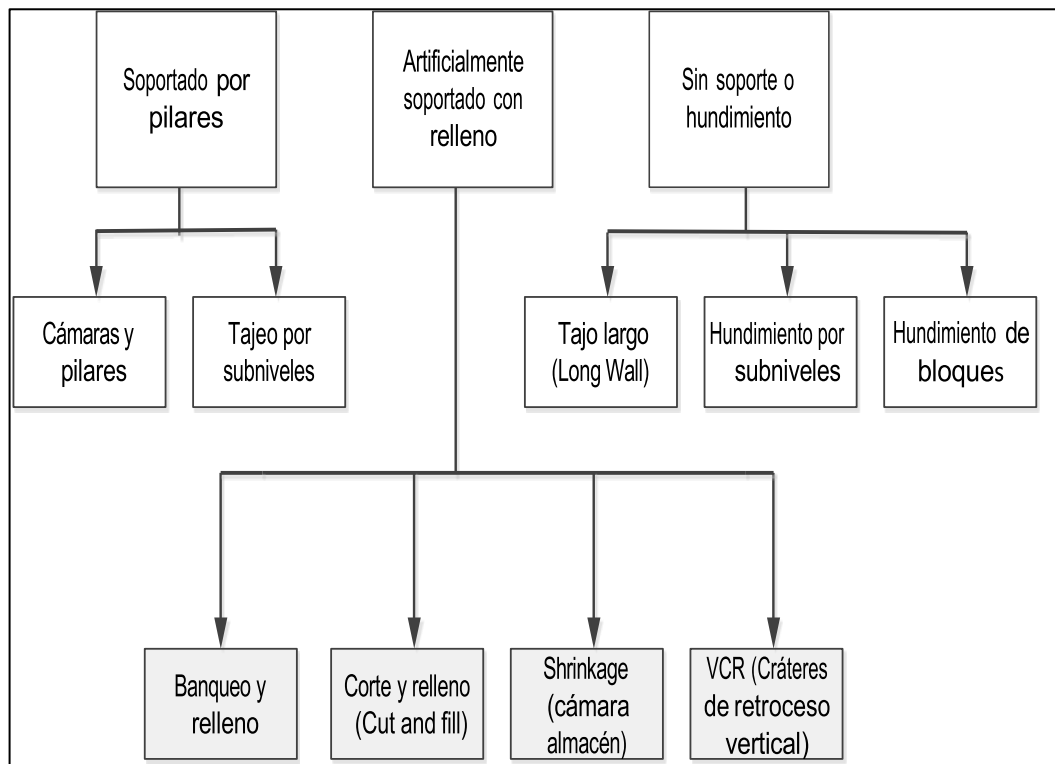 Soportado por
pilares
Artificialmente
soportado con
relleno
Sin soporte o
hundimiento
Cámaras y
pilares
Tajeo por
subniveles
Tajo largo
(Long Wall)
Hundimiento por
subniveles
Hundimiento de
bloques
Banqueo y
relleno
Corte y relleno
(Cut and fill)
Shrinkage
(cámara
almacén)
VCR (Cráteres
de retroceso
vertical)